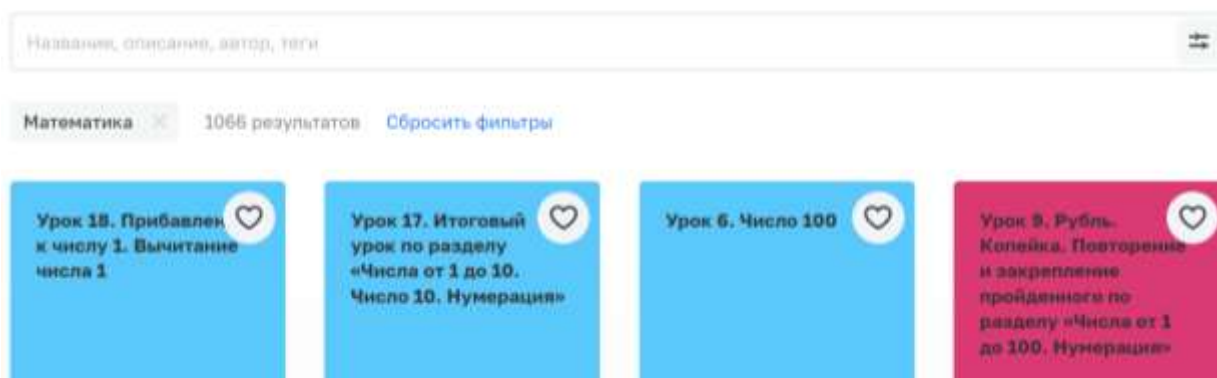 Название, описание, автор, теги
Математика × 1066 результатов Сбросить фильтры
Урок 18. Прибавлен
к числу 1. Вычитание
числа 1
Урок 17. Итоговый
урок по разделу
«Числа от 1 до 10.
Число 10. Нумерация»
Урок 6. Число 100
Урок 9. Рубль.
Копейка. Повторение
и закрепление
пройденного по
разделу «Числа от 1
до 100. Нумерация»